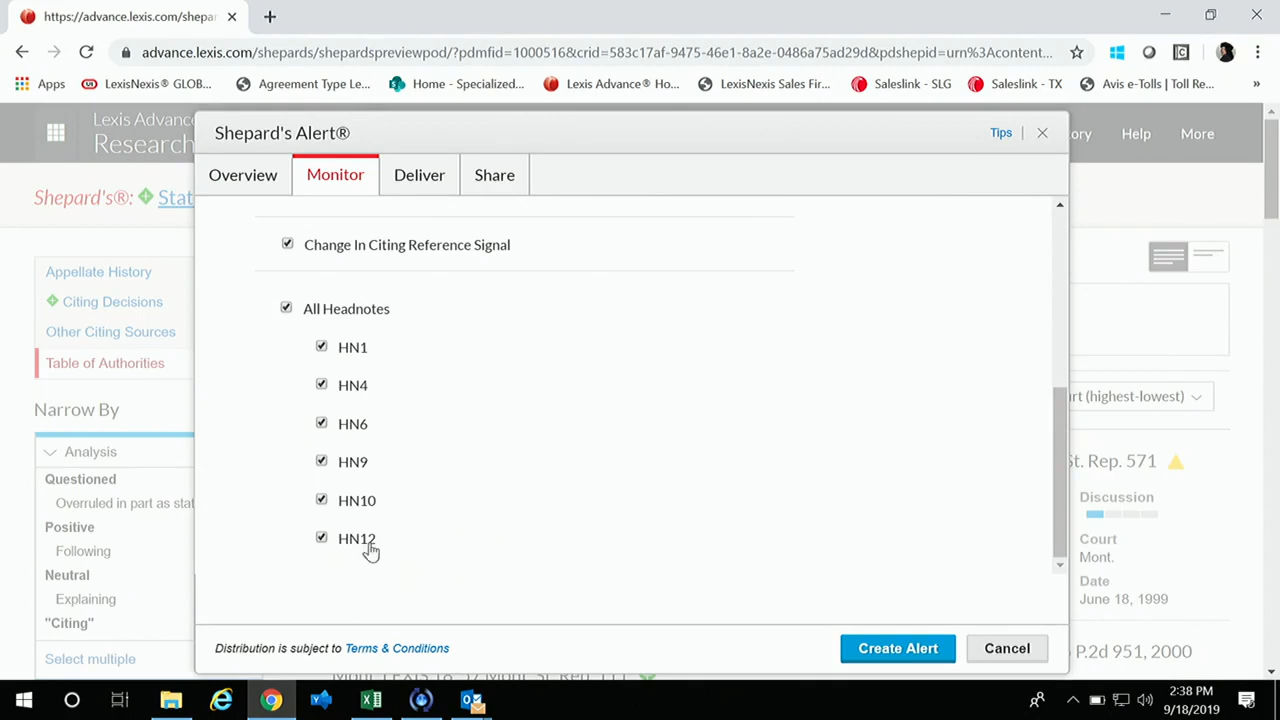 https://advance.lexis.com/shepar
advance.lexis.com/shepards/shepardspreviewpod/?pdmfid=1000516&crid=583c17af-9475-46e1-8a2e-0486a75ad29d&pdshepid=urn%3Acontent...
Apps LexisNexis® GLOB... Agreement Type Le... Home - Specialized... Lexis Advance® Ho... LexisNexis Sales Fir... Saleslink - SLG Saleslink - TX Avis e-Tolls | Toll Re... »
Lexis Advance
Research
ory Help More
Shepard's®: Stat
Shepard's Alert® Tips
Overview Monitor Deliver Share
Change In Citing Reference Signal
All Headnotes
HN1
HN4
HN6
HN9
HN10
HN12
Distribution is subject to Terms & Conditions
Create Alert Cancel
Appellate History
Citing Decisions
Other Citing Sources
Table of Authorities
Narrow By
Analysis
Questioned
Overruled in part as stat
Positive
Following
Neutral
Explaining
"Citing"
Select multiple
rt (highest-lowest)
St. Rep. 571
Discussion
Court
Mont.
Date
June 18, 1999
P.2d 951, 2000
2:38 PM
9/18/2019